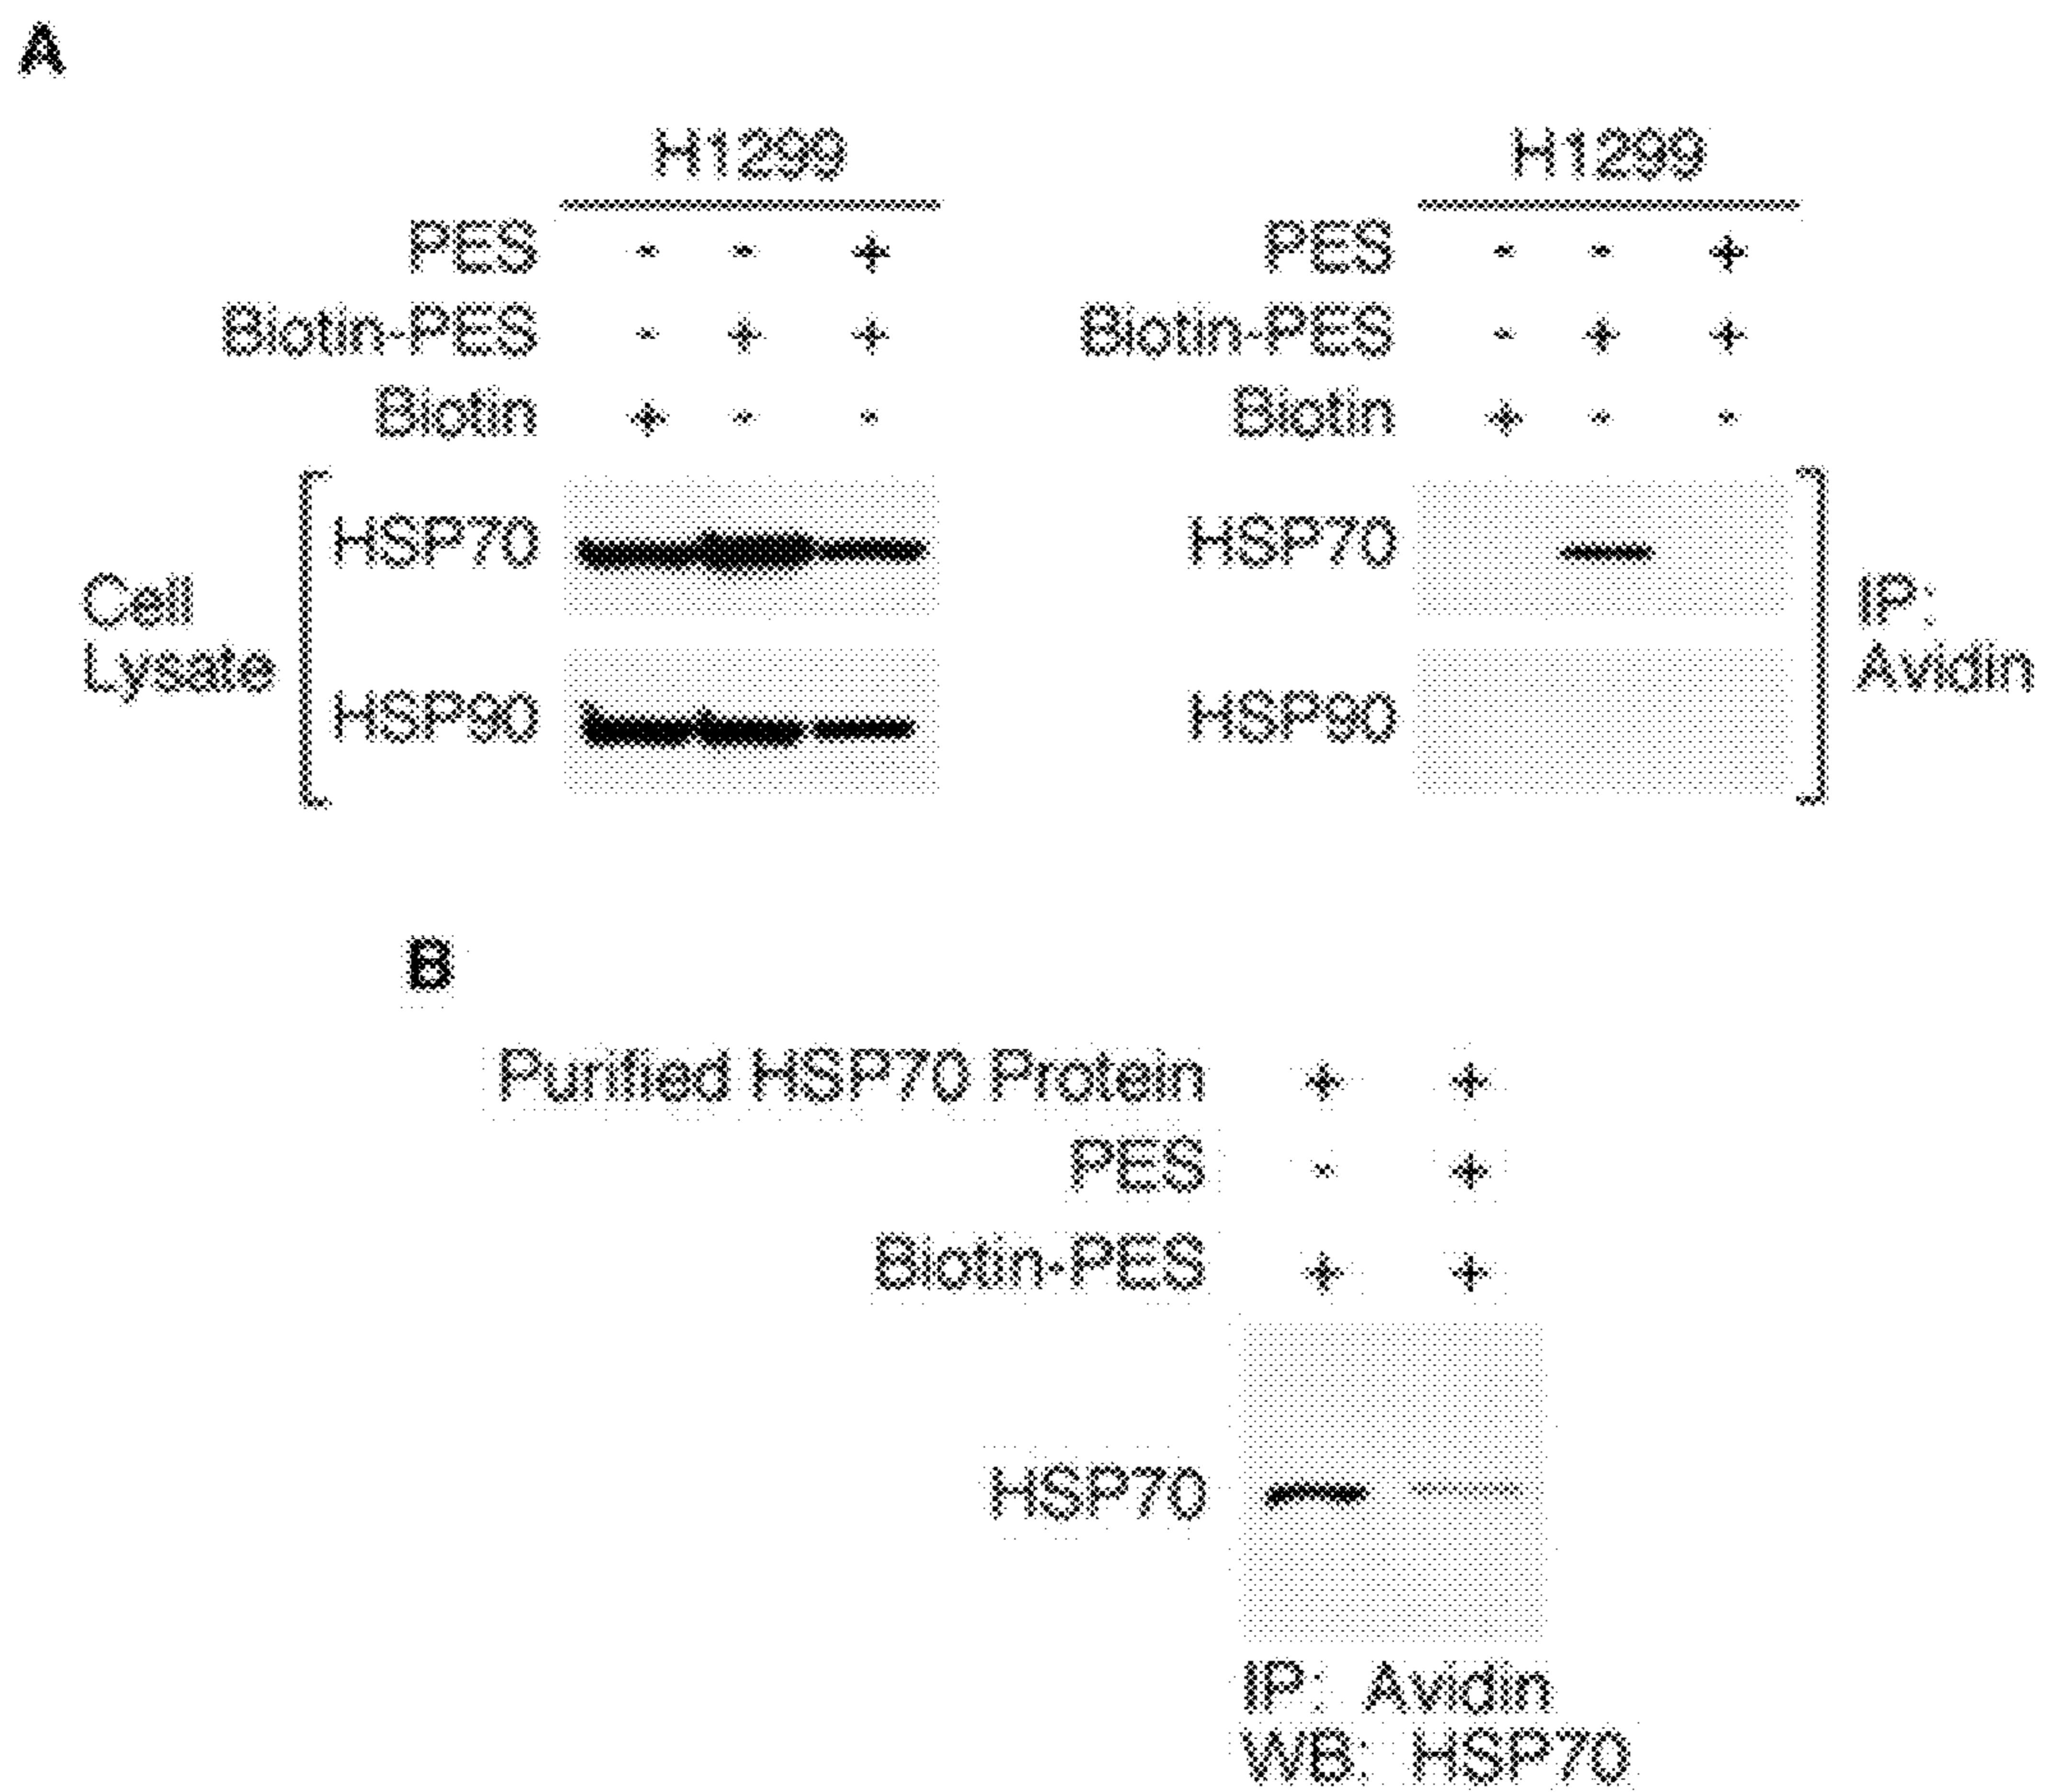 A
H1299
PES - - +
Biotin-PES - + +
Biotin + - -
Cell
Lysate
HSP70
HSP90
H1299
PES - - +
Biotin-PES - + +
Biotin + - -
HSP70
HSP90
IP:
Avidin
B
Purified HSP70 Protein + +
PES - +
Biotin-PES + +
HSP70
IP: Avidin
WB: HSP70